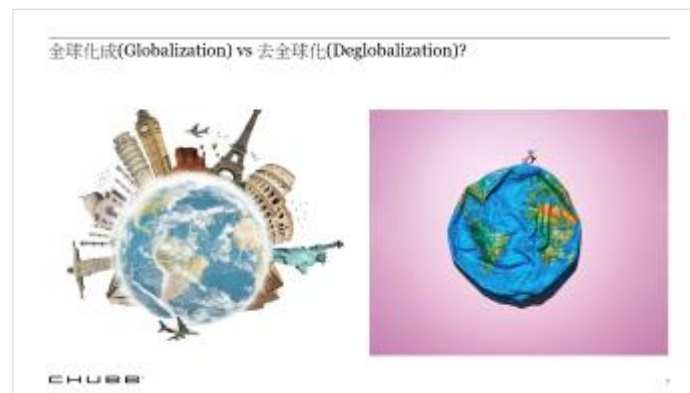 全球化成(Globalization) vs 去全球化(Deglobalization)?
CHUBB